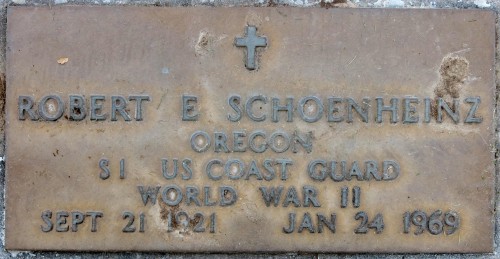 ROBERT E SCHOENHEINZ
OREGON
S1 US COAST GUARD
WORLD WAR II
SEPT 21 1921 JAN 24 1969